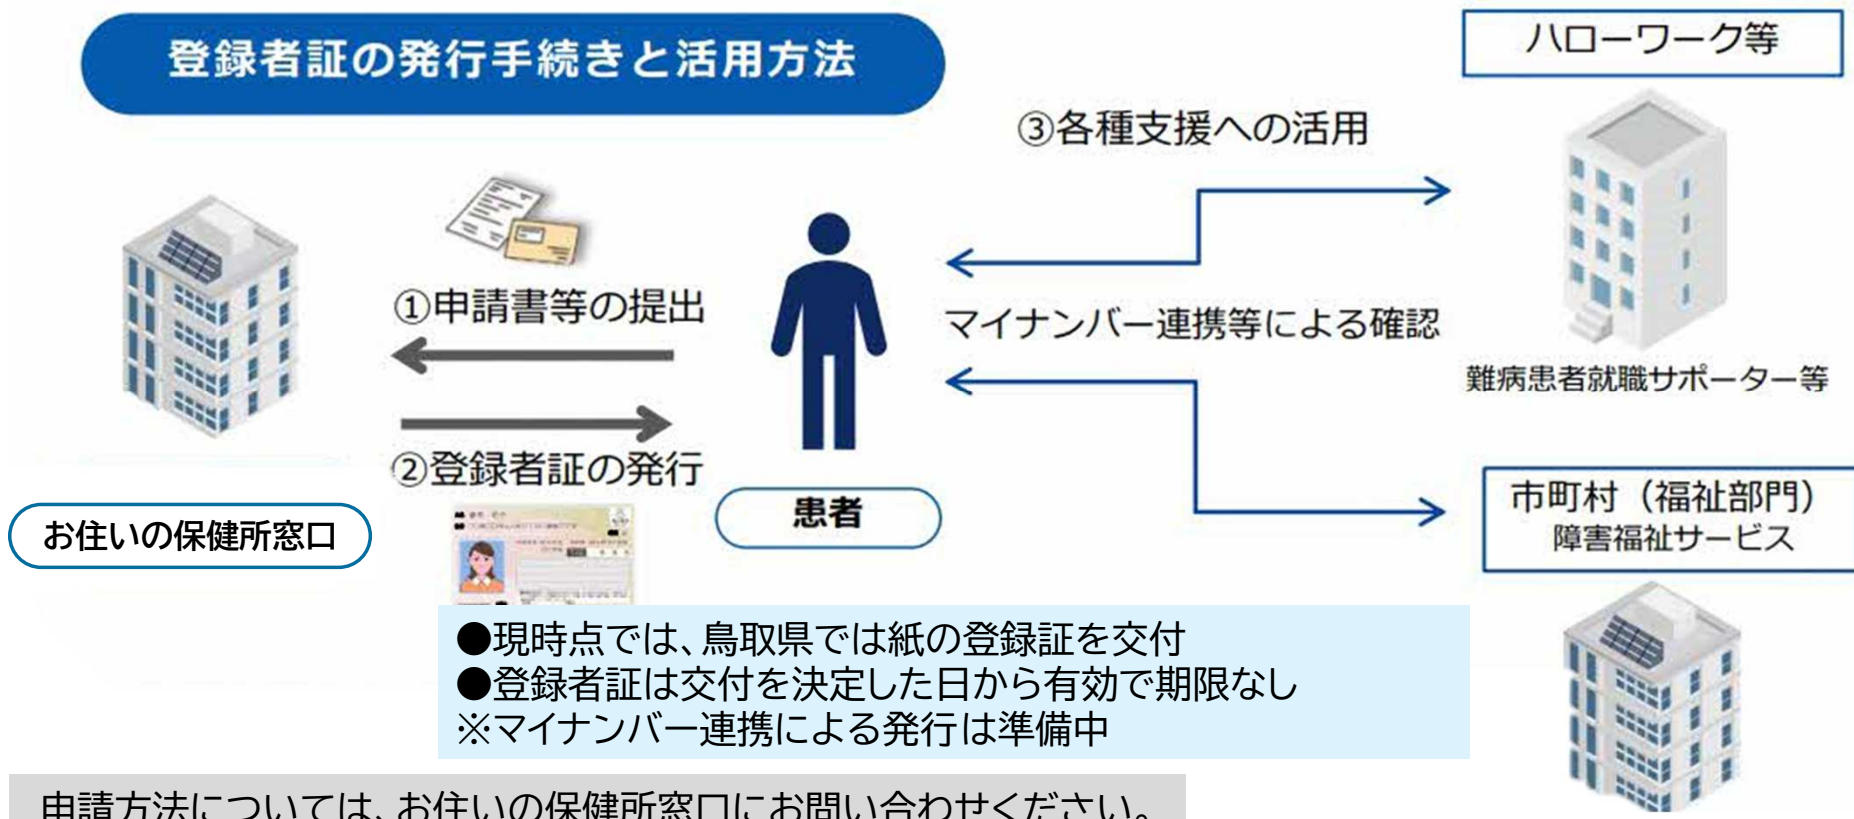 登録者証の発行手続きと活用方法
ハローワーク等
③各種支援への活用
①申請書等の提出
マイナンバー連携等による確認
難病患者就職サポーター等
②登録者証の発行
患者
市町村（福祉部門）
障害福祉サービス
お住いの保健所窓口
●現時点では、鳥取県では紙の登録証を交付
●登録者証は交付を決定した日から有効で期限なし
※マイナンバー連携による発行は準備中
申請方法については、お住いの保健所窓口にお問い合わせください。